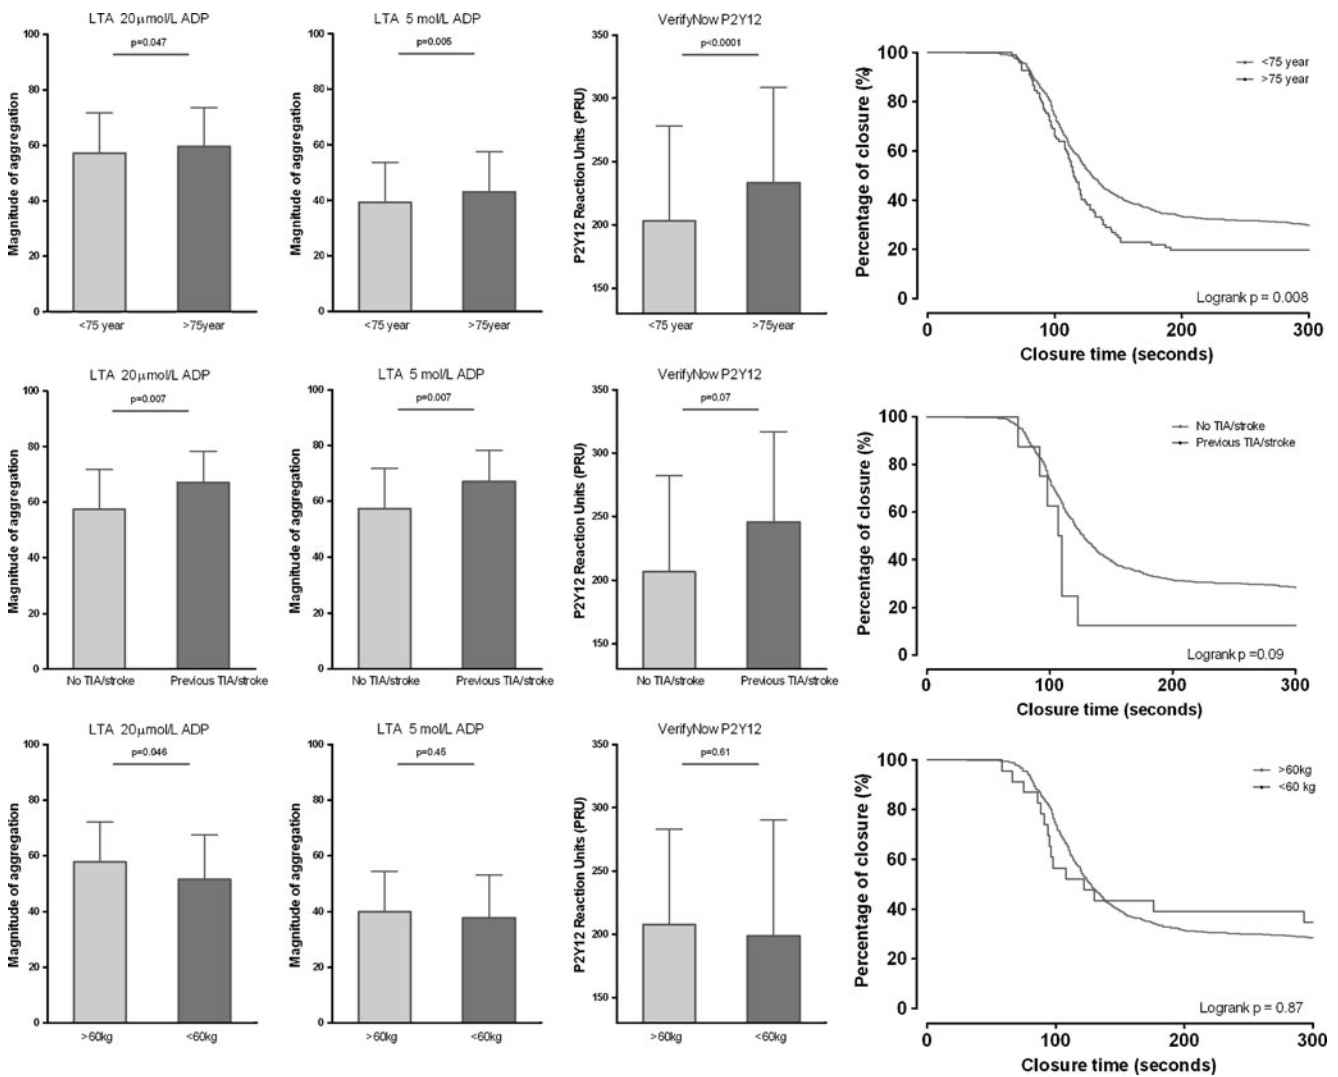 LTA 20μmol/L ADP
p=0.047
Magnitude of aggregation
100
80
60
40
20
0
<75 year
>75year
LTA 5 mol/L ADP
p=0.005
Magnitude of aggregation
100
80
60
40
20
0
<75 year
>75year
VerifyNow P2Y12
p<0.0001
P2Y12 Reaction Units (PRU)
350
300
250
200
150
<75 year
>75year
Percentage of closure (%)
100
80
60
40
20
0
<75 year
>75 year
Logrank p = 0.008
0
100
200
300
Closure time (seconds)
LTA 20μmol/L ADP
p=0.007
Magnitude of aggregation
100
80
60
40
20
0
No TIA/stroke
Previous TIA/stroke
LTA 5 mol/L ADP
p=0.007
Magnitude of aggregation
100
80
60
40
20
0
No TIA/stroke
Previous TIA/stroke
VerifyNow P2Y12
p=0.07
P2Y12 Reaction Units (PRU)
350
300
250
200
150
No TIA/stroke
Previous TIA/stroke
Percentage of closure (%)
100
80
60
40
20
0
No TIA/stroke
Previous TIA/stroke
Logrank p =0.09
0
100
200
300
Closure time (seconds)
LTA 20μmol/L ADP
p=0.046
Magnitude of aggregation
100
80
60
40
20
0
>60kg
<60kg
LTA 5 mol/L ADP
p=0.45
Magnitude of aggregation
100
80
60
40
20
0
>60kg
<60kg
VerifyNow P2Y12
p=0.61
P2Y12 Reaction Units (PRU)
350
300
250
200
150
>60kg
<60kg
Percentage of closure (%)
100
80
60
40
20
0
>60kg
<60 kg
Logrank p = 0.87
0
100
200
300
Closure time (seconds)